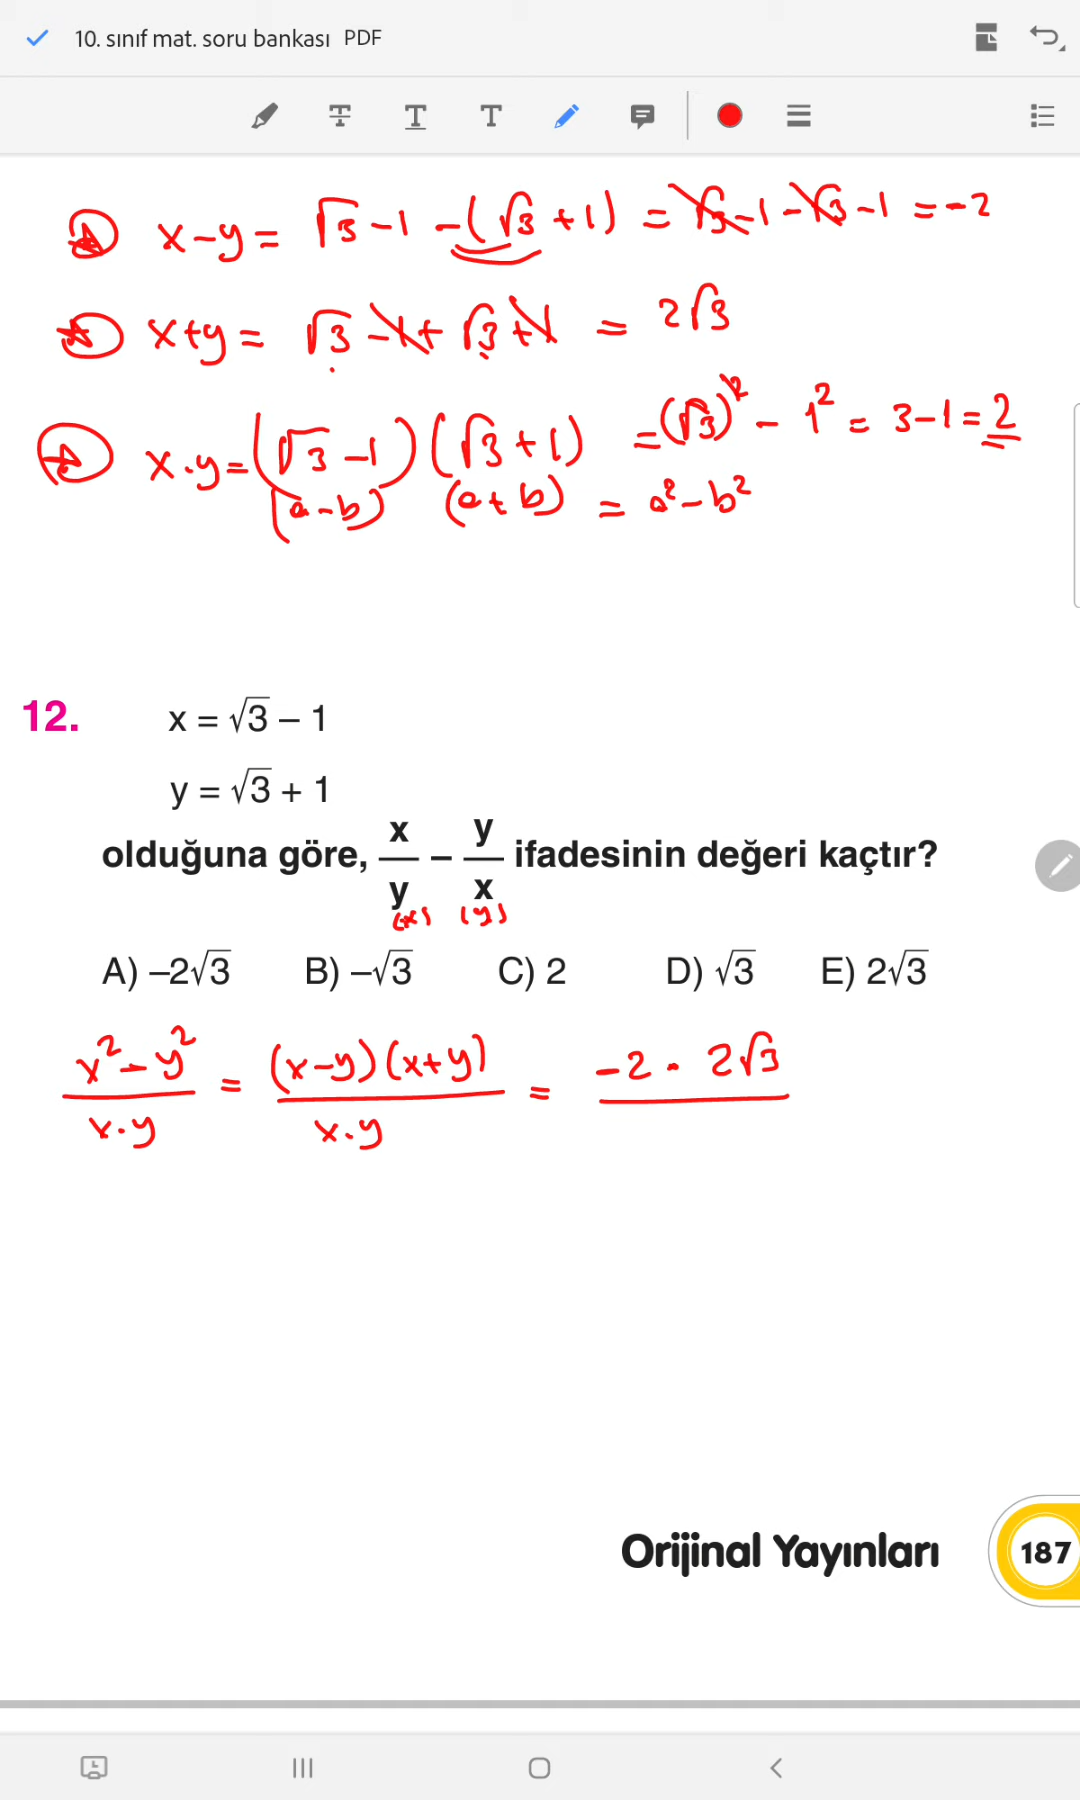 10. sınıf mat. soru bankası PDF
x-y = √3 -1 -(√3 +1) = √3 -1 -√3 -1 = -2
x+y = √3 -1 + √3 +1 = 2√3
x.y = (√3 -1)(√3 +1) = (√3)² - 1² = 3-1 = 2
(a-b) (a+b) = a² - b²
12. x = √3 – 1
y = √3 + 1
olduğuna göre, x/y – y/x ifadesinin değeri kaçtır?
(x) (y)
A) –2√3 B) –√3 C) 2 D) √3 E) 2√3
x²-y² / x.y = (x-y)(x+y) / x.y = -2 . 2√3
Orijinal Yayınları 187